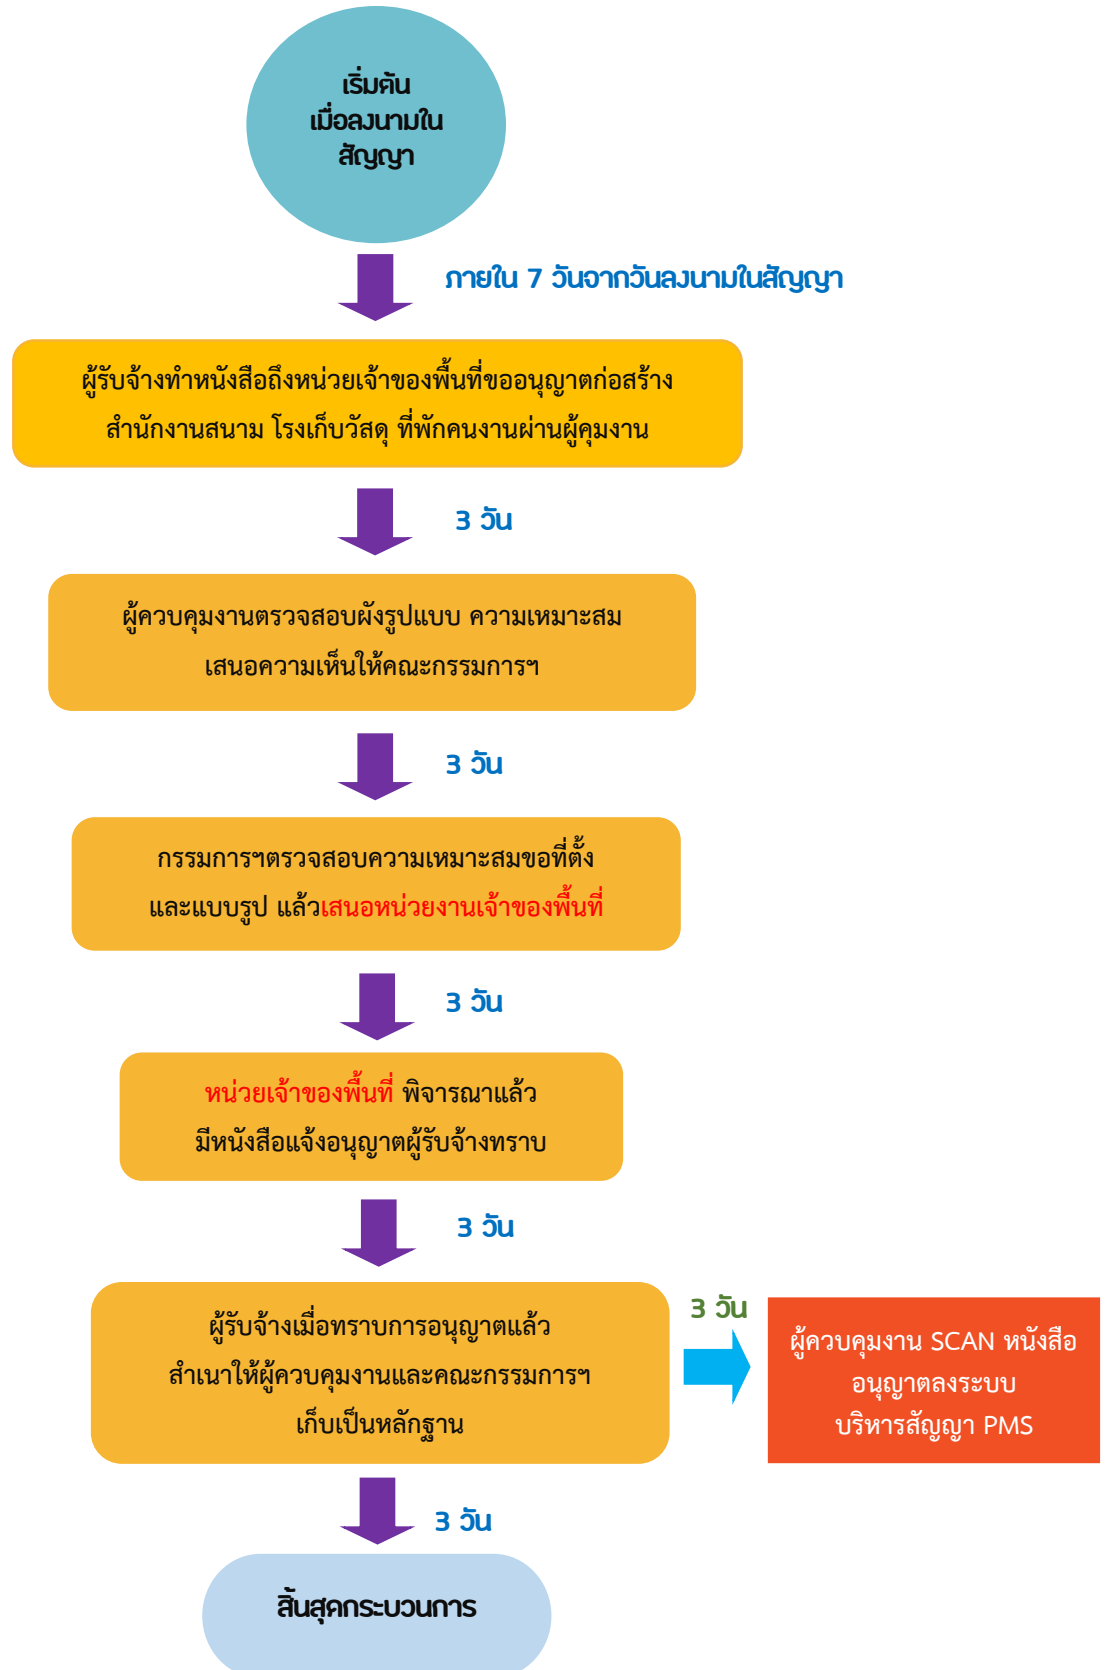 เริ่มต้น
เมื่อลงนามใน
สัญญา
ภายใน 7 วันจากวันลงนามในสัญญา
ผู้รับจ้างทำหนังสือถึงหน่วยเจ้าของพื้นที่ขออนุญาตก่อสร้าง
สำนักงานสนาม โรงเก็บวัสดุ ที่พักคนงานผ่านผู้คุมงาน
3 วัน
ผู้ควบคุมงานตรวจสอบผังรูปแบบ ความเหมาะสม
เสนอความเห็นให้คณะกรรมการฯ
3 วัน
กรรมการฯตรวจสอบความเหมาะสมขอที่ตั้ง
และแบบรูป แล้วเสนอหน่วยงานเจ้าของพื้นที่
3 วัน
หน่วยเจ้าของพื้นที่ พิจารณาแล้ว
มีหนังสือแจ้งอนุญาตผู้รับจ้างทราบ
3 วัน
ผู้รับจ้างเมื่อทราบการอนุญาตแล้ว
สำเนาให้ผู้ควบคุมงานและคณะกรรมการฯ
เก็บเป็นหลักฐาน
3 วัน
ผู้ควบคุมงาน SCAN หนังสือ
อนุญาตลงระบบ
บริหารสัญญา PMS
3 วัน
สิ้นสุดกระบวนการ